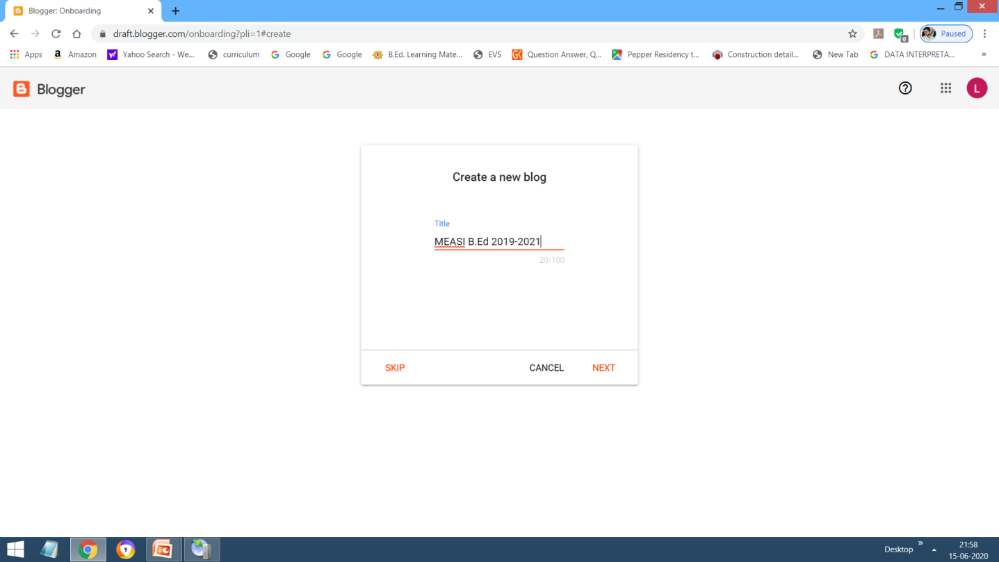 Blogger: Onboarding
draft.blogger.com/onboarding?pli=1#create
0
Paused
Apps
Amazon
Yahoo Search - We...
curriculum
Google
Google
B.Ed. Learning Mate...
EVS
Question Answer, Q...
Pepper Residency t...
Construction detail...
New Tab
DATA INTERPRETA...
»
Blogger
L
Create a new blog
Title
MEASI B.Ed 2019-2021
20/100
SKIP
CANCEL
NEXT
Desktop
»
21:58
15-06-2020